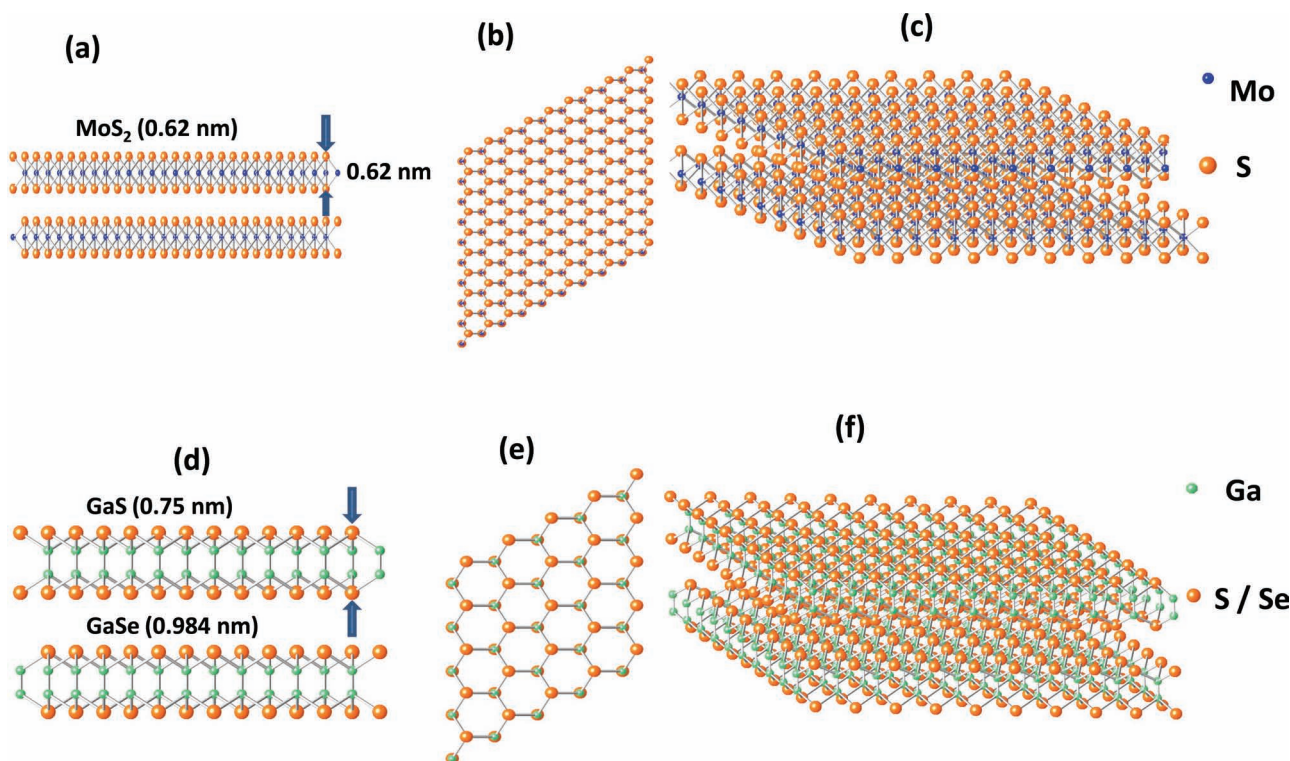 (a)
(b)
(c)
MoS₂ (0.62 nm)
0.62 nm
Mo
S
(d)
(e)
(f)
GaS (0.75 nm)
GaSe (0.984 nm)
Ga
S / Se